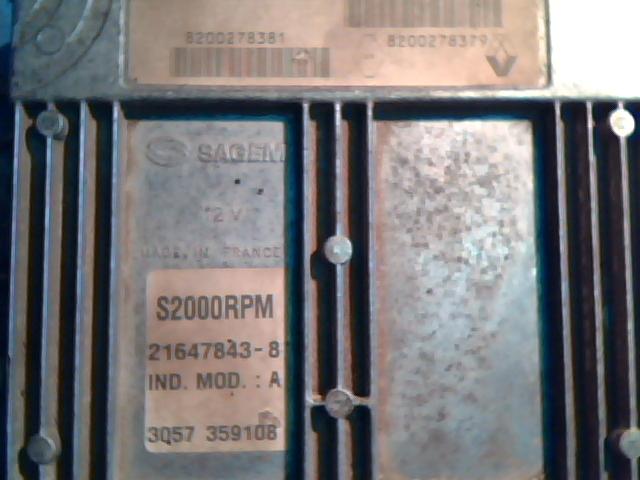 8200278381
8200278379
SAGEM
12 V
MADE IN FRANCE
S2000RPM
21647843-8
IND. MOD. : A
3Q57 359108